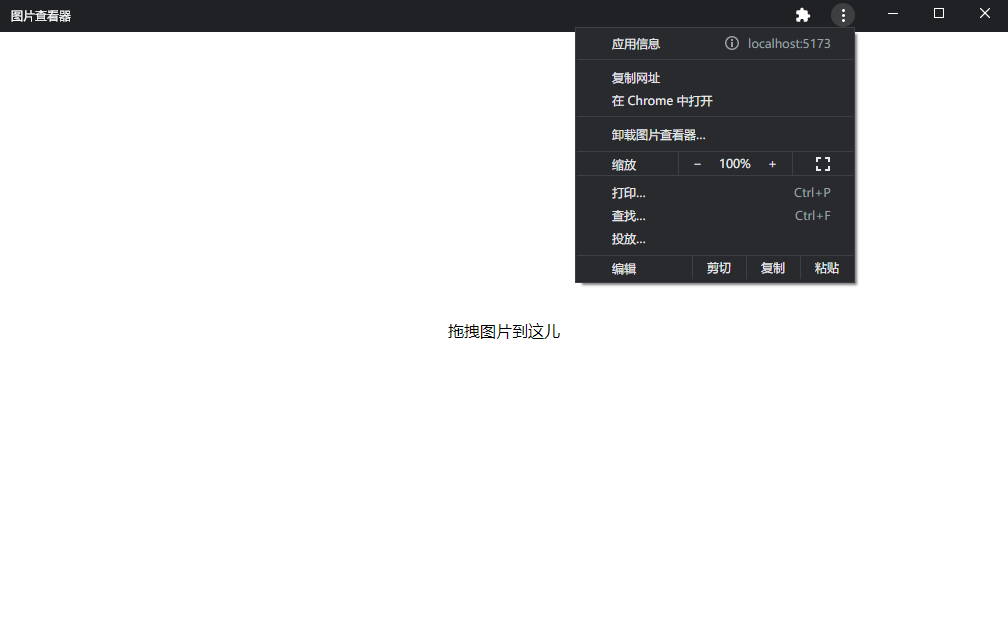 图片查看器
应用信息 localhost:5173
复制网址
在 Chrome 中打开
卸载图片查看器...
缩放 − 100% +
打印... Ctrl+P
查找... Ctrl+F
投放...
编辑 剪切 复制 粘贴
拖拽图片到这儿